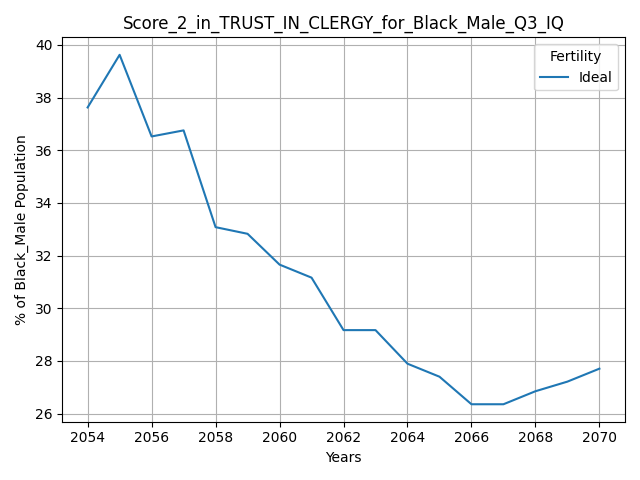 Score_2_in_TRUST_IN_CLERGY_for_Black_Male_Q3_IQ
Fertility
Ideal
% of Black_Male Population
40
38
36
34
32
30
28
26
2054 2056 2058 2060 2062 2064 2066 2068 2070
Years